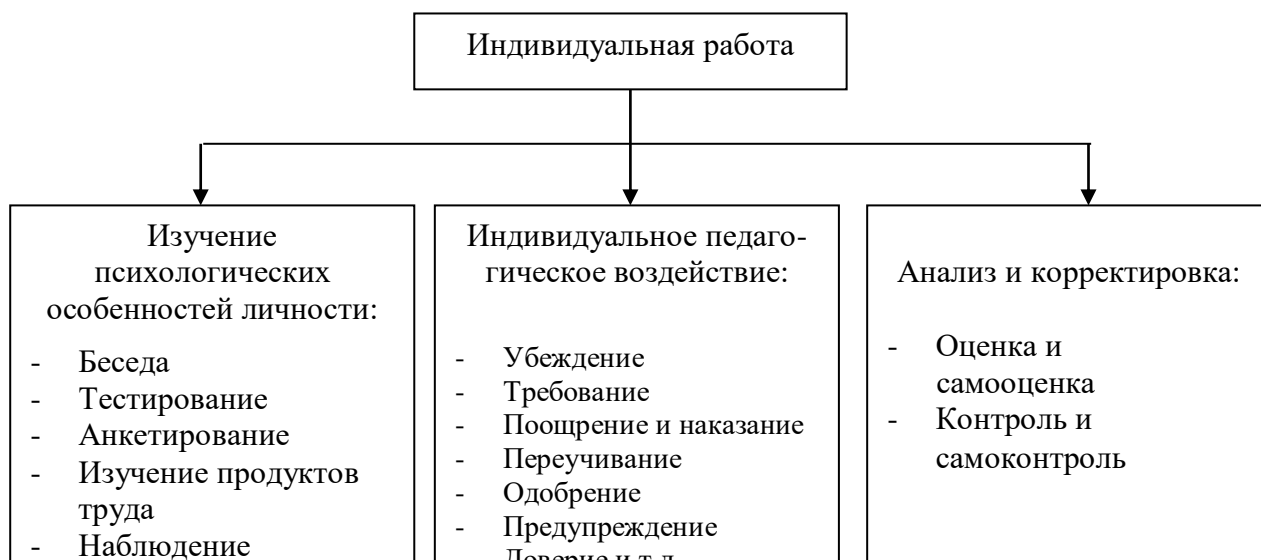 Индивидуальная работа
Изучение
психологических
особенностей личности:
- Беседа
- Тестирование
- Анкетирование
- Изучение продуктов
труда
- Наблюдение
Индивидуальное педаго-
гическое воздействие:
- Убеждение
- Требование
- Поощрение и наказание
- Переучивание
- Одобрение
- Предупреждение
- Доверие и т.д.
Анализ и корректировка:
- Оценка и
самооценка
- Контроль и
самоконтроль